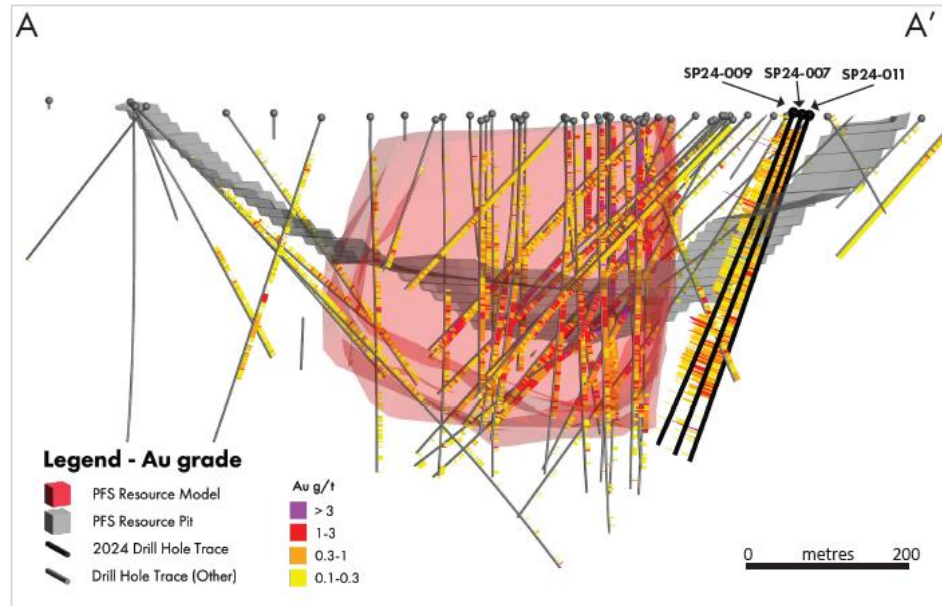 A
A'
SP24-009 SP24-007 SP24-011
Legend - Au grade
PFS Resource Model
PFS Resource Pit
2024 Drill Hole Trace
Drill Hole Trace (Other)
Au g/t
> 3
1-3
0.3-1
0.1-0.3
0 metres 200